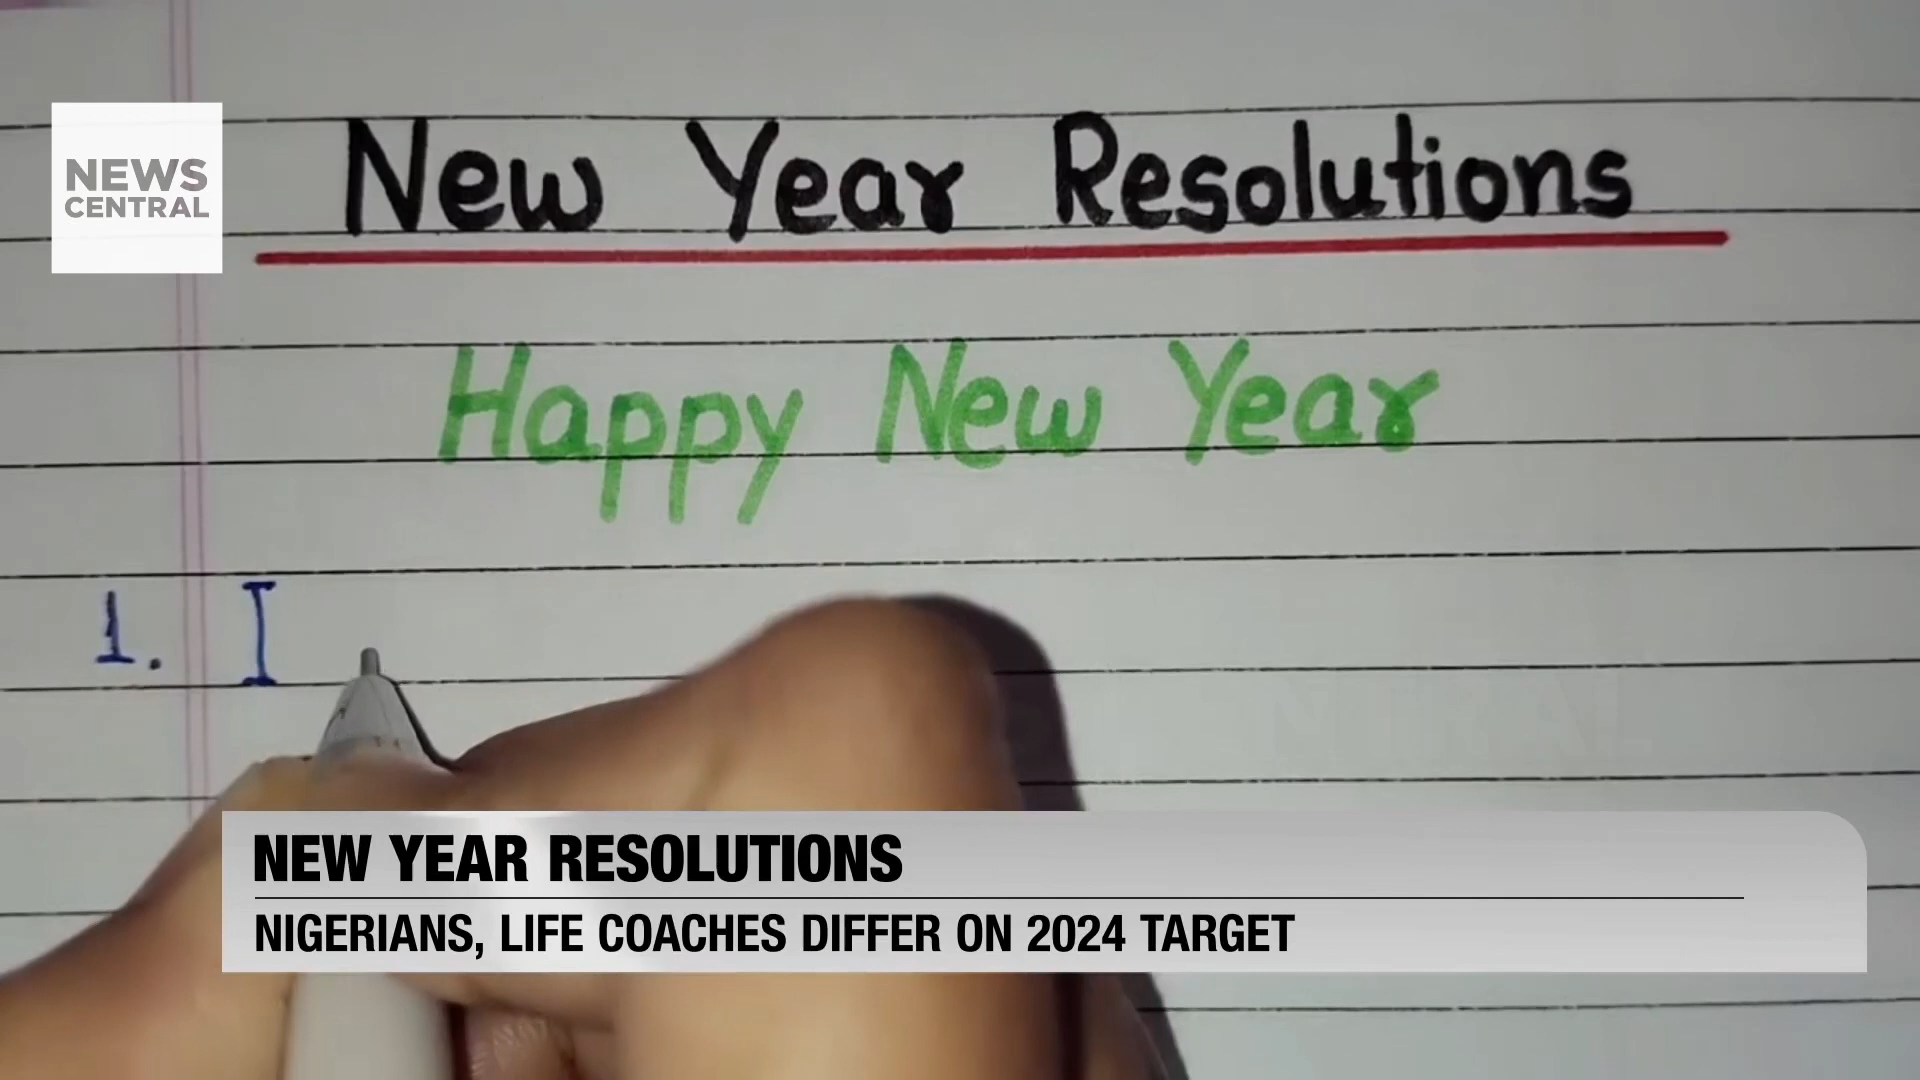 NEWS
CENTRAL
New Year Resolutions
Happy New Year
1. I
NEW YEAR RESOLUTIONS
NIGERIANS, LIFE COACHES DIFFER ON 2024 TARGET